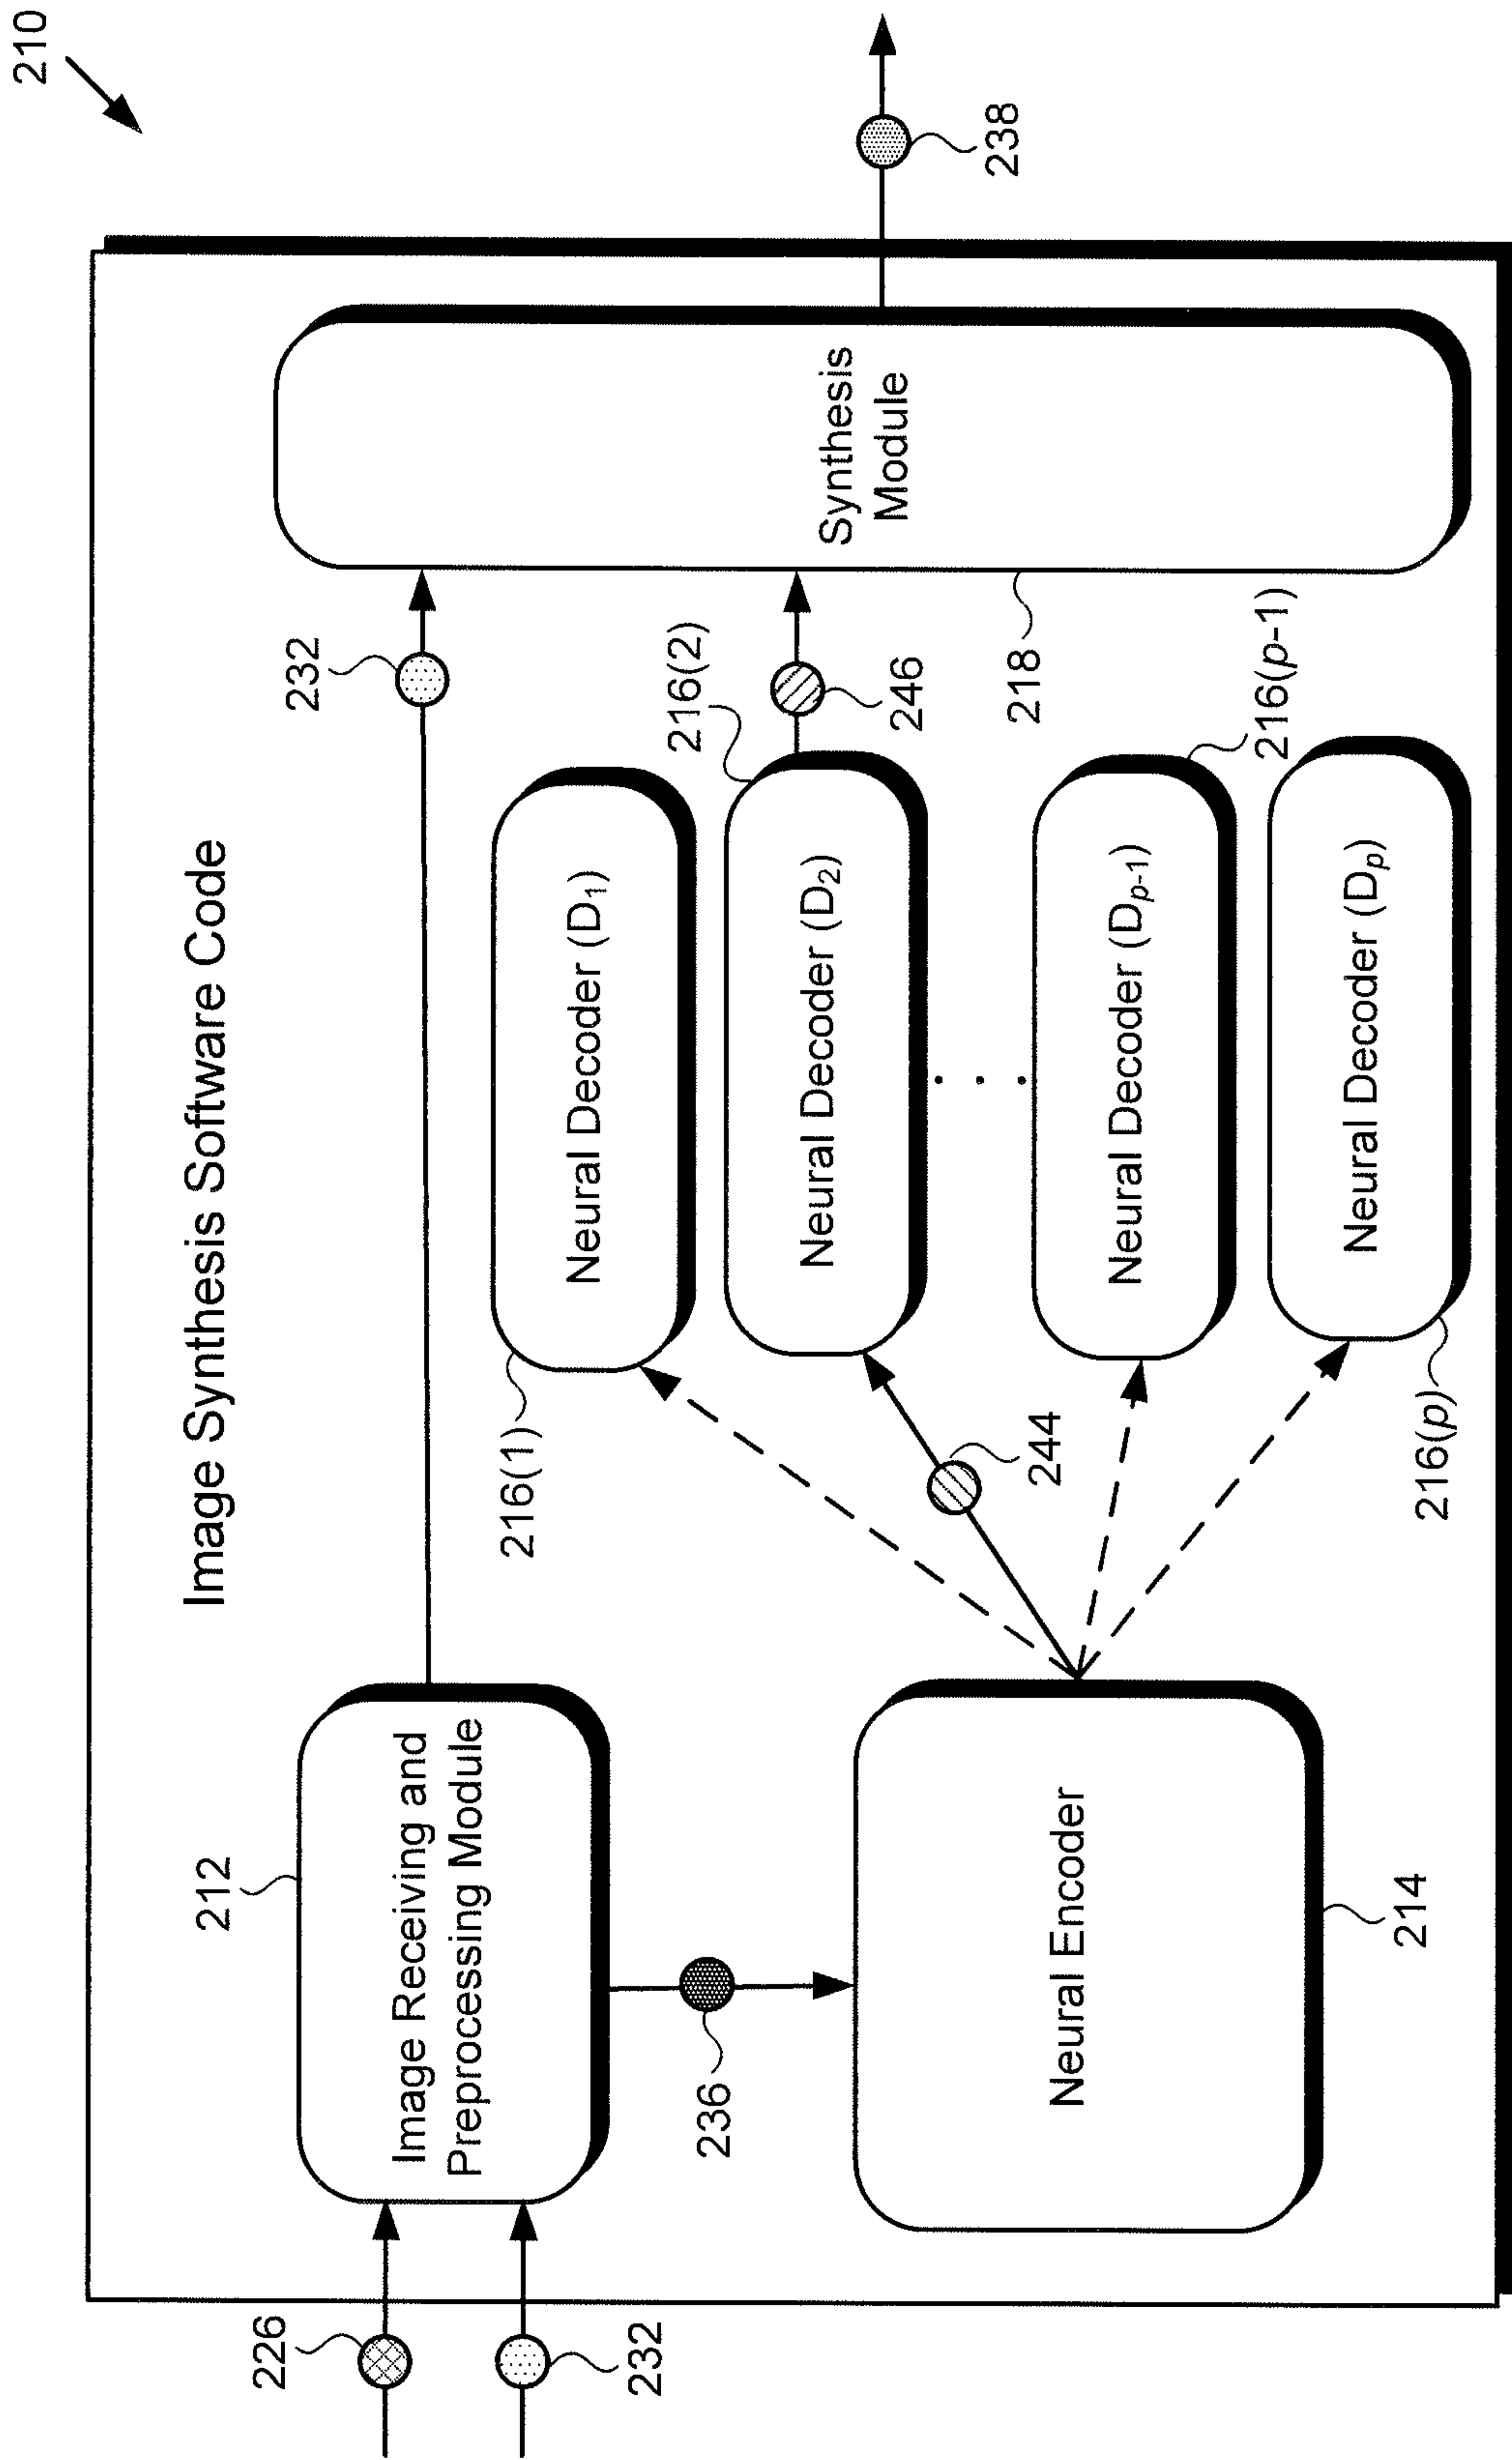 210
Image Synthesis Software Code
226
232
212
Image Receiving and
Preprocessing Module
232
236
Neural Encoder
214
244
216(1)
Neural Decoder (D1)
216(2)
Neural Decoder (D2)
. . .
Neural Decoder (Dp-1)
216(p-1)
Neural Decoder (Dp)
216(p)
246
Synthesis
Module
218
238